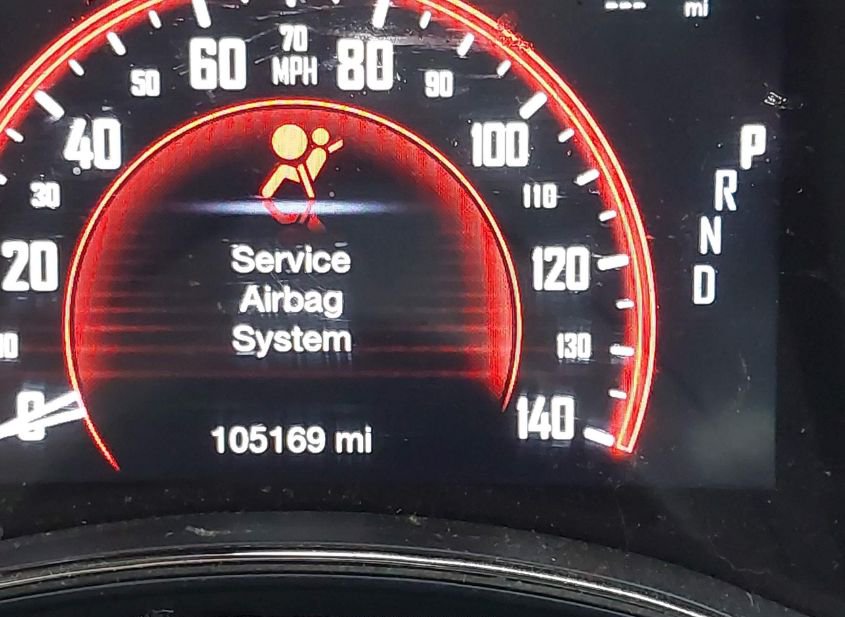 --- mi
70
60 MPH 80
50 90
40 100
30 110
20 120
Service
Airbag
System
130
0 140
105169 mi
P
R
N
D